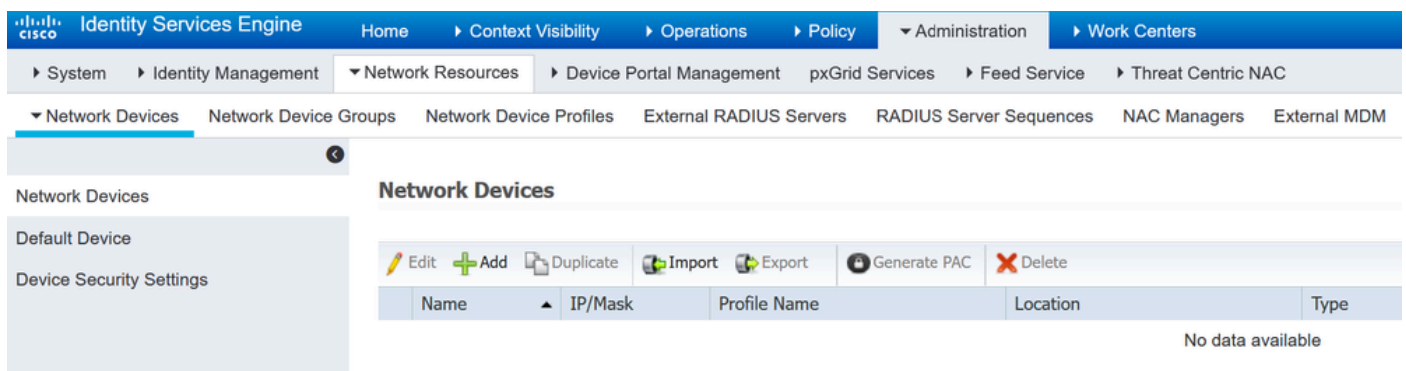 cisco Identity Services Engine Home Context Visibility Operations Policy Administration Work Centers
System Identity Management Network Resources Device Portal Management pxGrid Services Feed Service Threat Centric NAC
Network Devices Network Device Groups Network Device Profiles External RADIUS Servers RADIUS Server Sequences NAC Managers External MDM
Network Devices
Default Device
Device Security Settings
Network Devices
Edit Add Duplicate Import Export Generate PAC Delete
Name IP/Mask Profile Name Location Type
No data available